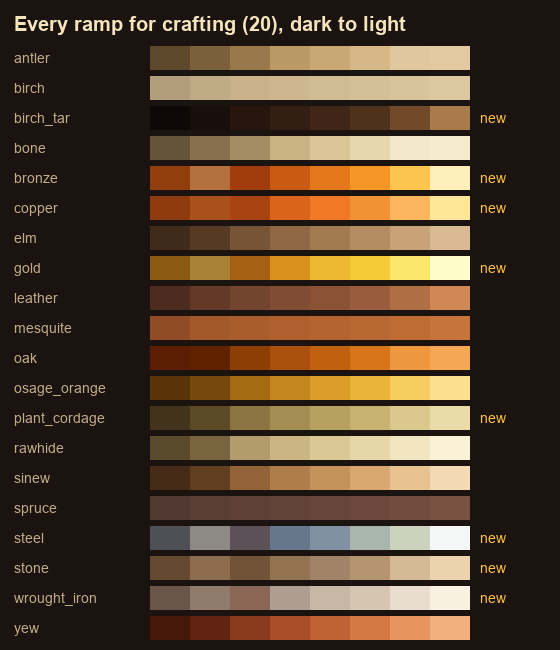 Every ramp for crafting (20), dark to light
antler
birch
birch_tar new
bone
bronze new
copper new
elm
gold new
leather
mesquite
oak
osage_orange
plant_cordage new
rawhide
sinew
spruce
steel new
stone new
wrought_iron new
yew